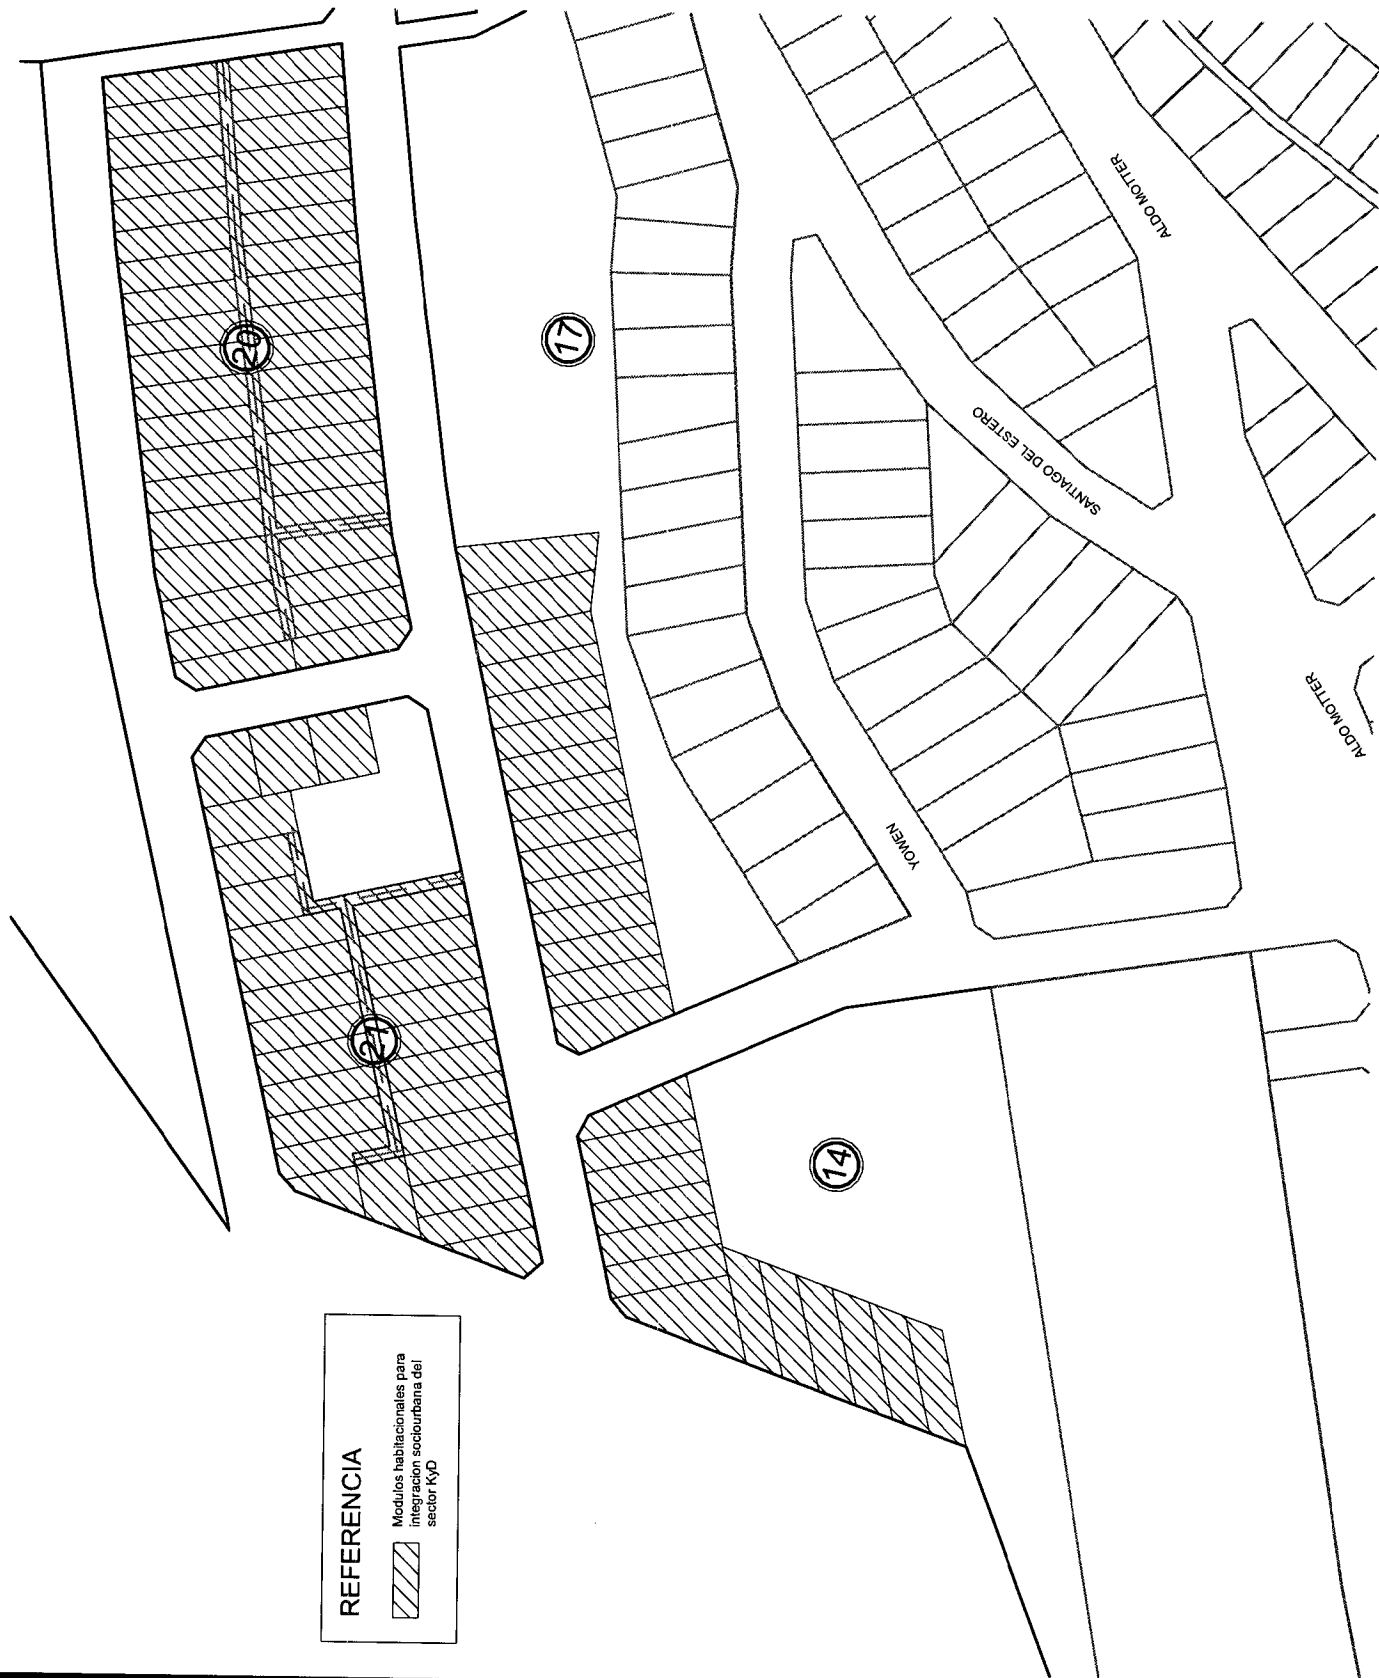 20
17
21
14
ALDO MOTTER
SANTIAGO DEL ESTERO
ALDO MOTTER
YOWEN
REFERENCIA
Modulos habitacionales para
integracion sociourbana del
sector KyD